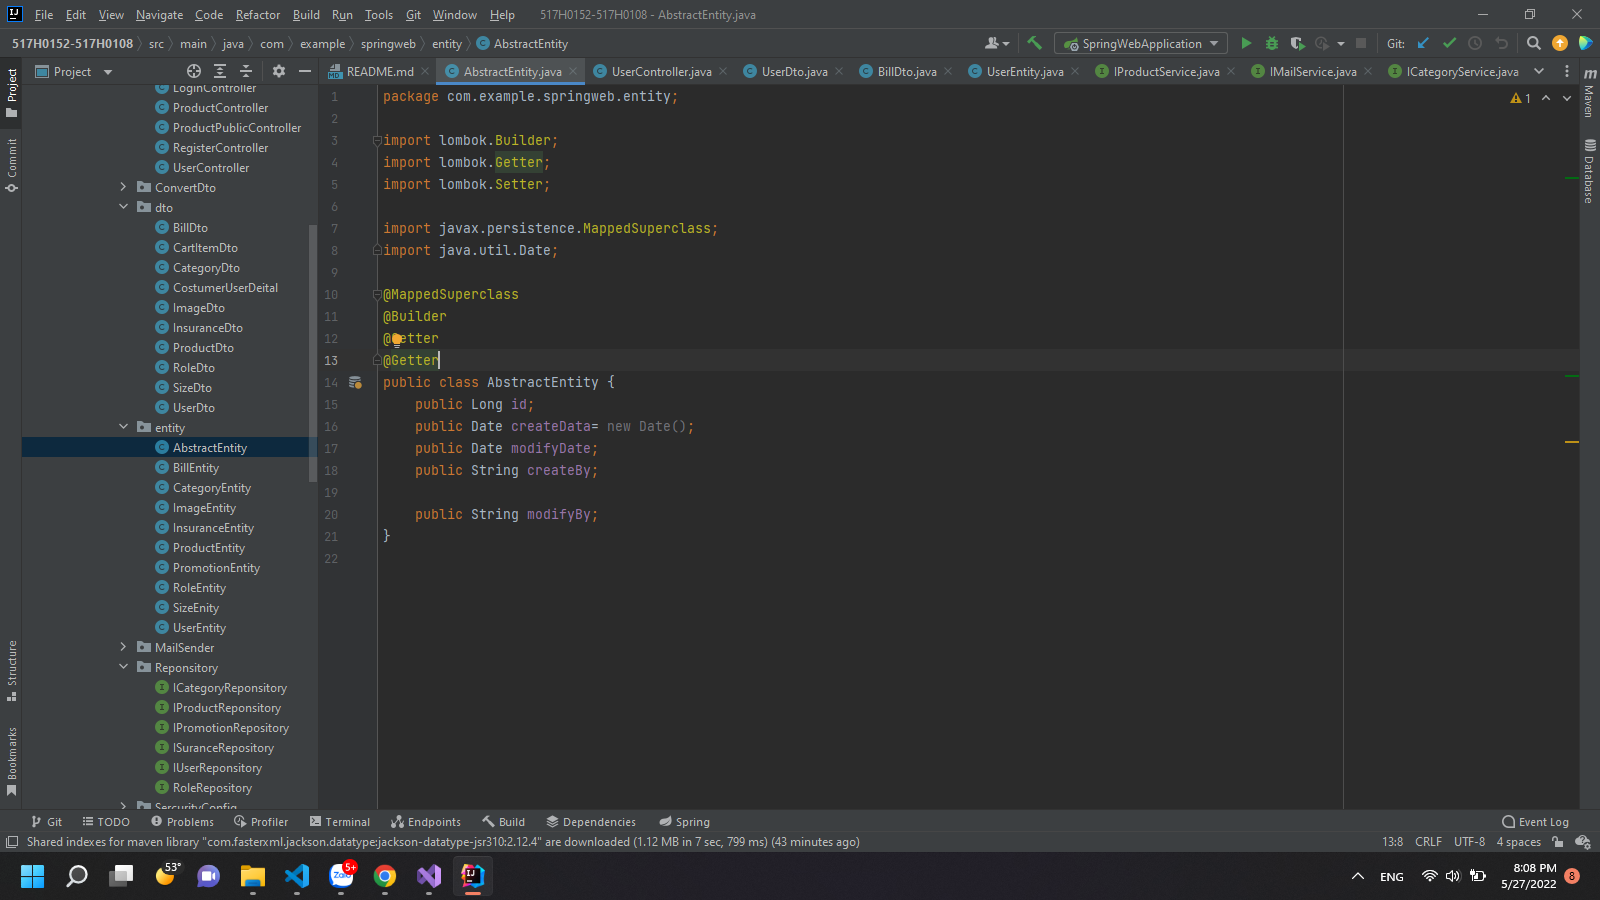 File Edit View Navigate Code Refactor Build Run Tools Git Window Help 517H0152-517H0108 - AbstractEntity.java
517H0152-517H0108 src main java com example springweb entity AbstractEntity SpringWebApplication Git:
Project README.md AbstractEntity.java UserController.java UserDto.java BillDto.java UserEntity.java IProductService.java IMailService.java ICategoryService.java
Project
Commit
Structure
Bookmarks
Maven
Database
LoginController
ProductController
ProductPublicController
RegisterController
UserController
ConvertDto
dto
BillDto
CartItemDto
CategoryDto
CostumerUserDeital
ImageDto
InsuranceDto
ProductDto
RoleDto
SizeDto
UserDto
entity
AbstractEntity
BillEntity
CategoryEntity
ImageEntity
InsuranceEntity
ProductEntity
PromotionEntity
RoleEntity
SizeEnity
UserEntity
MailSender
Reponsitory
ICategoryReponsitory
IProductReponsitory
IPromotionRepository
ISuranceRepository
IUserReponsitory
RoleRepository
SercurityConfig
1 package com.example.springweb.entity;
2
3 import lombok.Builder;
4 import lombok.Getter;
5 import lombok.Setter;
6
7 import javax.persistence.MappedSuperclass;
8 import java.util.Date;
9
10 @MappedSuperclass
11 @Builder
12 @etter
13 @Getter
14 public class AbstractEntity {
15 public Long id;
16 public Date createData= new Date();
17 public Date modifyDate;
18 public String createBy;
19
20 public String modifyBy;
21 }
22
1
Git TODO Problems Profiler Terminal Endpoints Build Dependencies Spring Event Log
Shared indexes for maven library "com.fasterxml.jackson.datatype:jackson-datatype-jsr310:2.12.4" are downloaded (1.12 MB in 7 sec, 799 ms) (43 minutes ago) 13:8 CRLF UTF-8 4 spaces
53° Zalo 5+ ENG 8:08 PM
5/27/2022 8